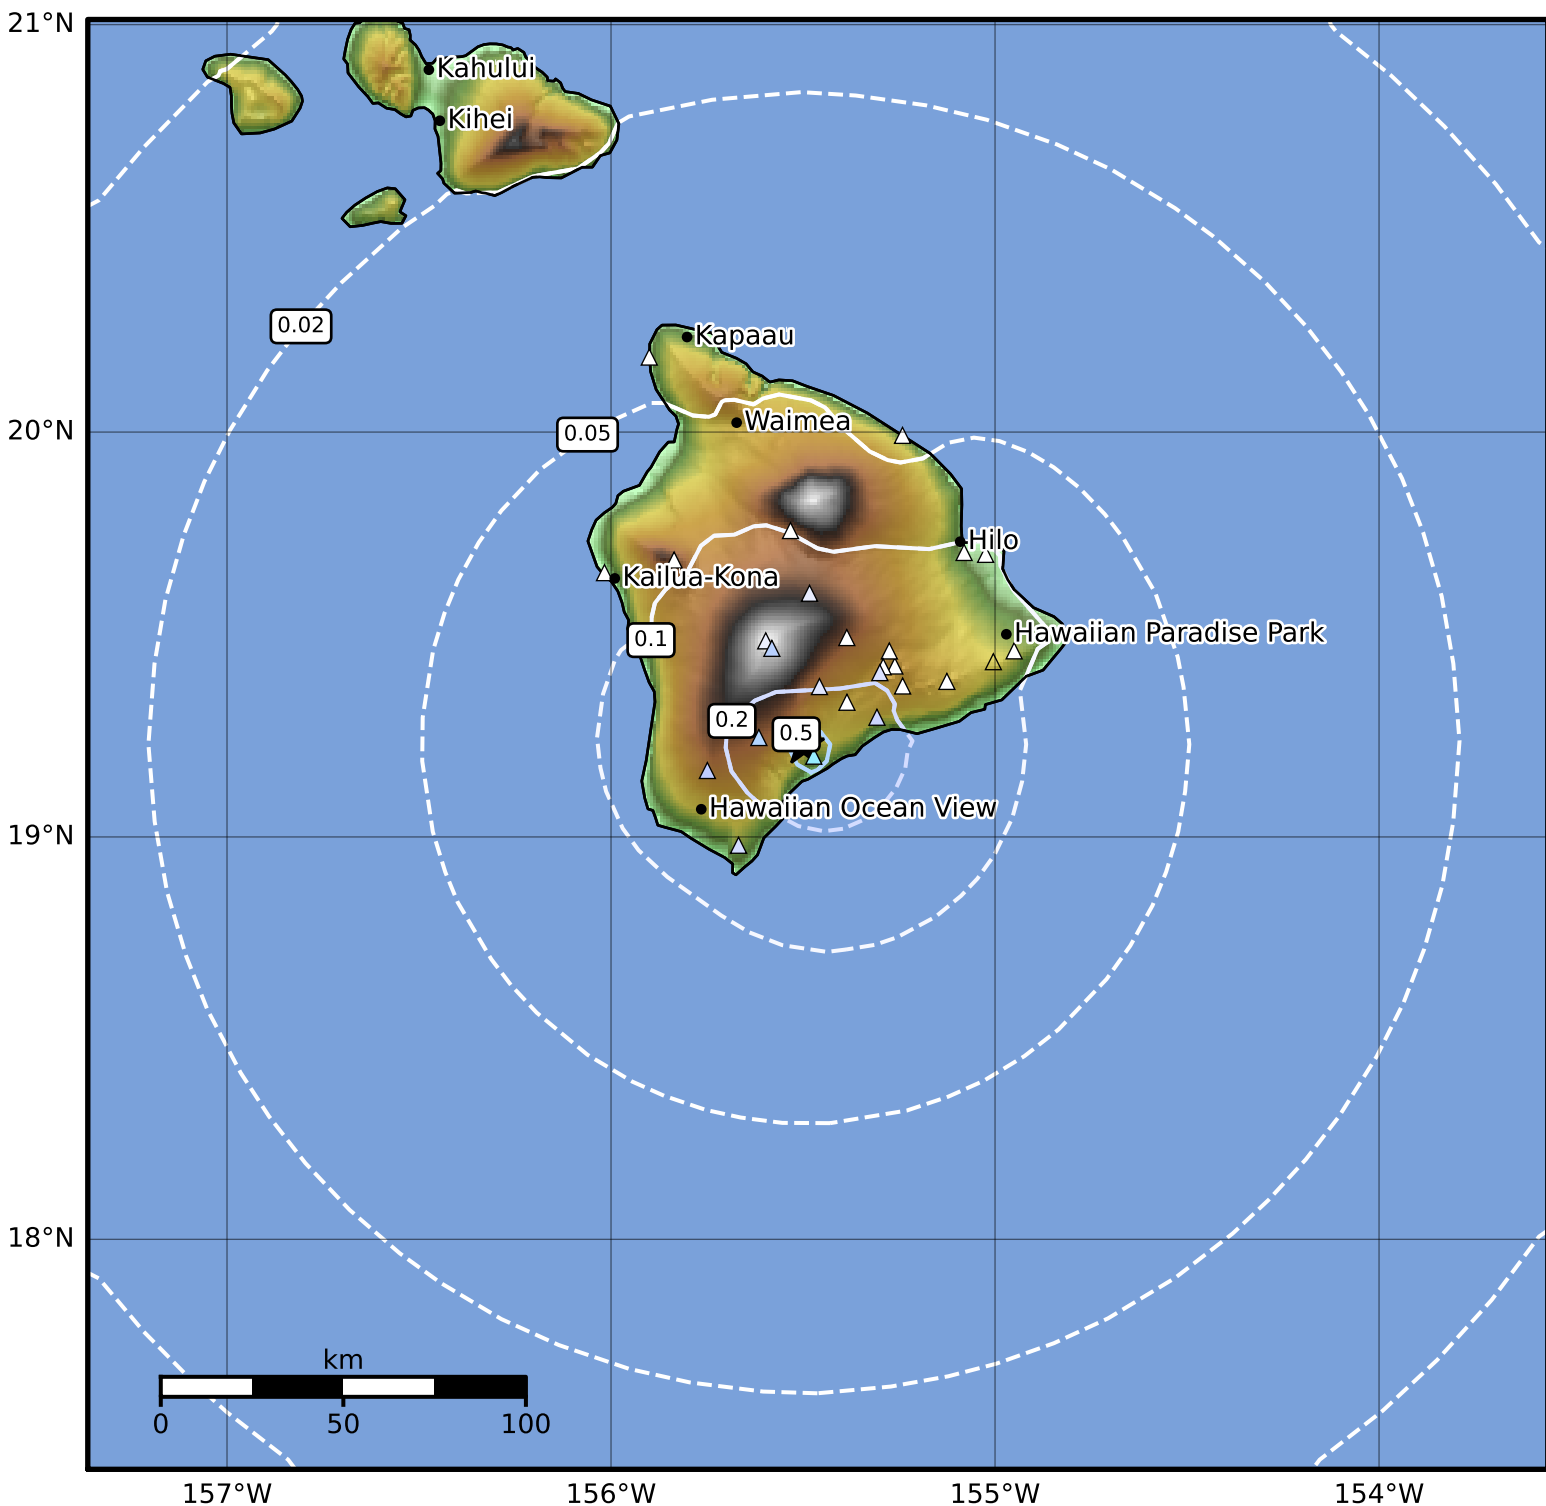 21°N
Kahului
Kihei
0.02
Kapaau
Waimea
20°N
0.05
Hilo
Kailua-Kona
Hawaiian Paradise Park
0.1
0.2
0.5
Hawaiian Ocean View
19°N
18°N
km
0 50 100
157°W 156°W 155°W 154°W